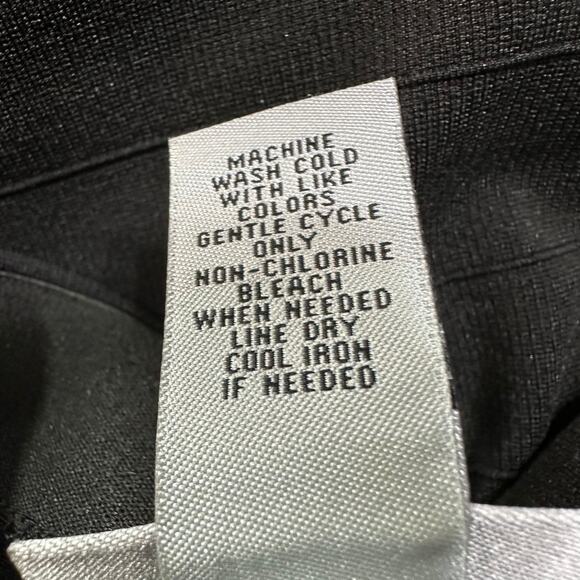 MACHINE
WASH COLD
WITH LIKE
COLORS
GENTLE CYCLE
ONLY
NON-CHLORINE
BLEACH
WHEN NEEDED
LINE DRY
COOL IRON
IF NEEDED